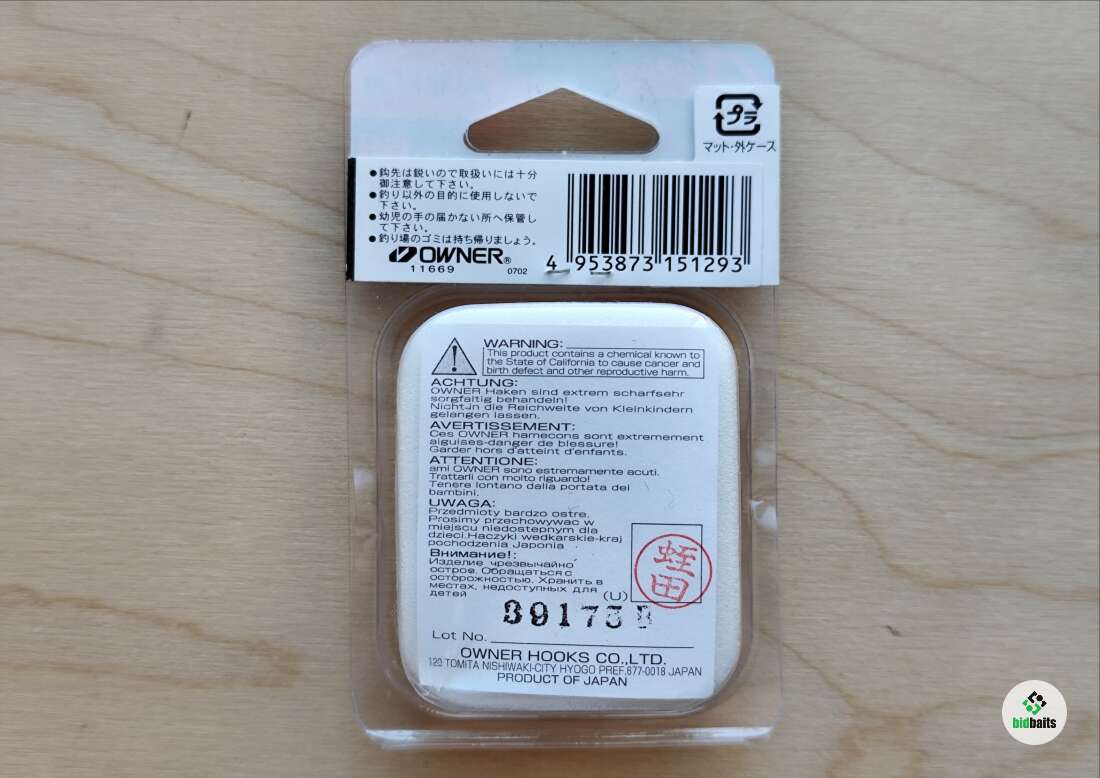 プラ
マット・外ケース
●鈎先は鋭いので取扱いには十分
御注意して下さい。
●釣り以外の目的に使用しないで
下さい。
●幼児の手の届かない所へ保管し
て下さい。
●釣り場のゴミは持ち帰りましょう。
OWNER®
11669
0702
4 953873 151293
WARNING:
This product contains a chemical known to
the State of California to cause cancer and
birth defect and other reproductive harm.
ACHTUNG:
OWNER Haken sind extrem scharfsehr
sorgfaltig behandeln!
Nicht-in die Reichweite von Kleinkindern
gelangen lassen.
AVERTISSEMENT:
Ces OWNER hamecons sont extremement
aiguises-danger de blessure!
Garder hors d'atteint d'enfants.
ATTENTIONE:
ami OWNER sono estremamente acuti.
Trattarli con molto riguardo!
Tenere lontano dalla portata dei
bambini.
UWAGA:
Przedmioty bardzo ostre.
Prosimy przechowywac w
miejscu niedostepnym dla
dzieci.Haczyki wedkarskie-kraj
pochodzenia Japonia
Внимание!:
Изделие чрезвычайно
острое. Обращаться с
осторожностью. Хранить в
местах, недоступных для
детей
(U)
蛭田
Lot No.
OWNER HOOKS CO.,LTD.
120 TOMITA NISHIWAKI-CITY HYOGO PREF.677-0018 JAPAN
PRODUCT OF JAPAN
bidbaits